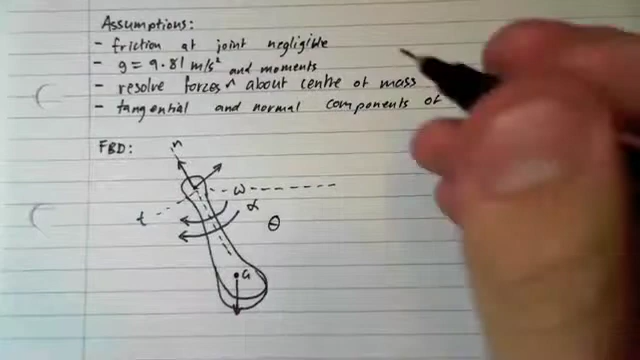 Assumptions:
- friction at joint negligible
- g = 9.81 m/s² and moments
- resolve forces ^ about centre of mass
- tangential and normal components of
FBD:
n
ω
t
α
θ
G